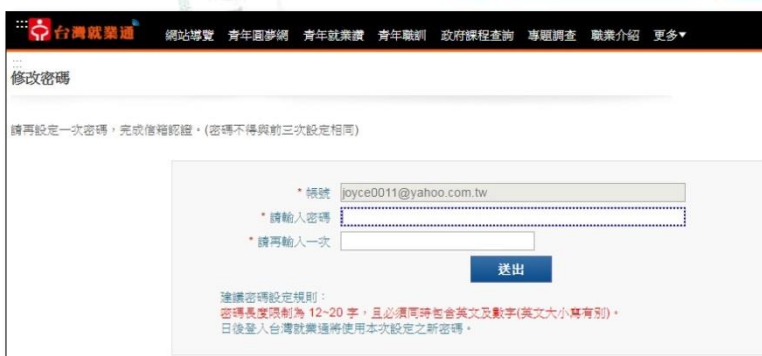 :::台灣就業通 網站導覽 青年圓夢網 青年就業讚 青年職訓 政府課程查詢 專題調查 職業介紹 更多▾
:::
修改密碼
請再設定一次密碼，完成信箱認證。(密碼不得與前三次設定相同)
* 帳號 joyce0011@yahoo.com.tw
* 請輸入密碼
* 請再輸入一次
送出
建議密碼設定規則：
密碼長度限制為 12~20 字，且必須同時包含英文及數字(英文大小寫有別)。
日後登入台灣就業通將使用本次設定之新密碼。